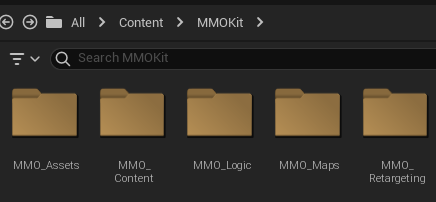 All > Content > MMOKit >
Search MMOKit
MMO_Assets
MMO_
Content
MMO_Logic
MMO_Maps
MMO_
Retargeting